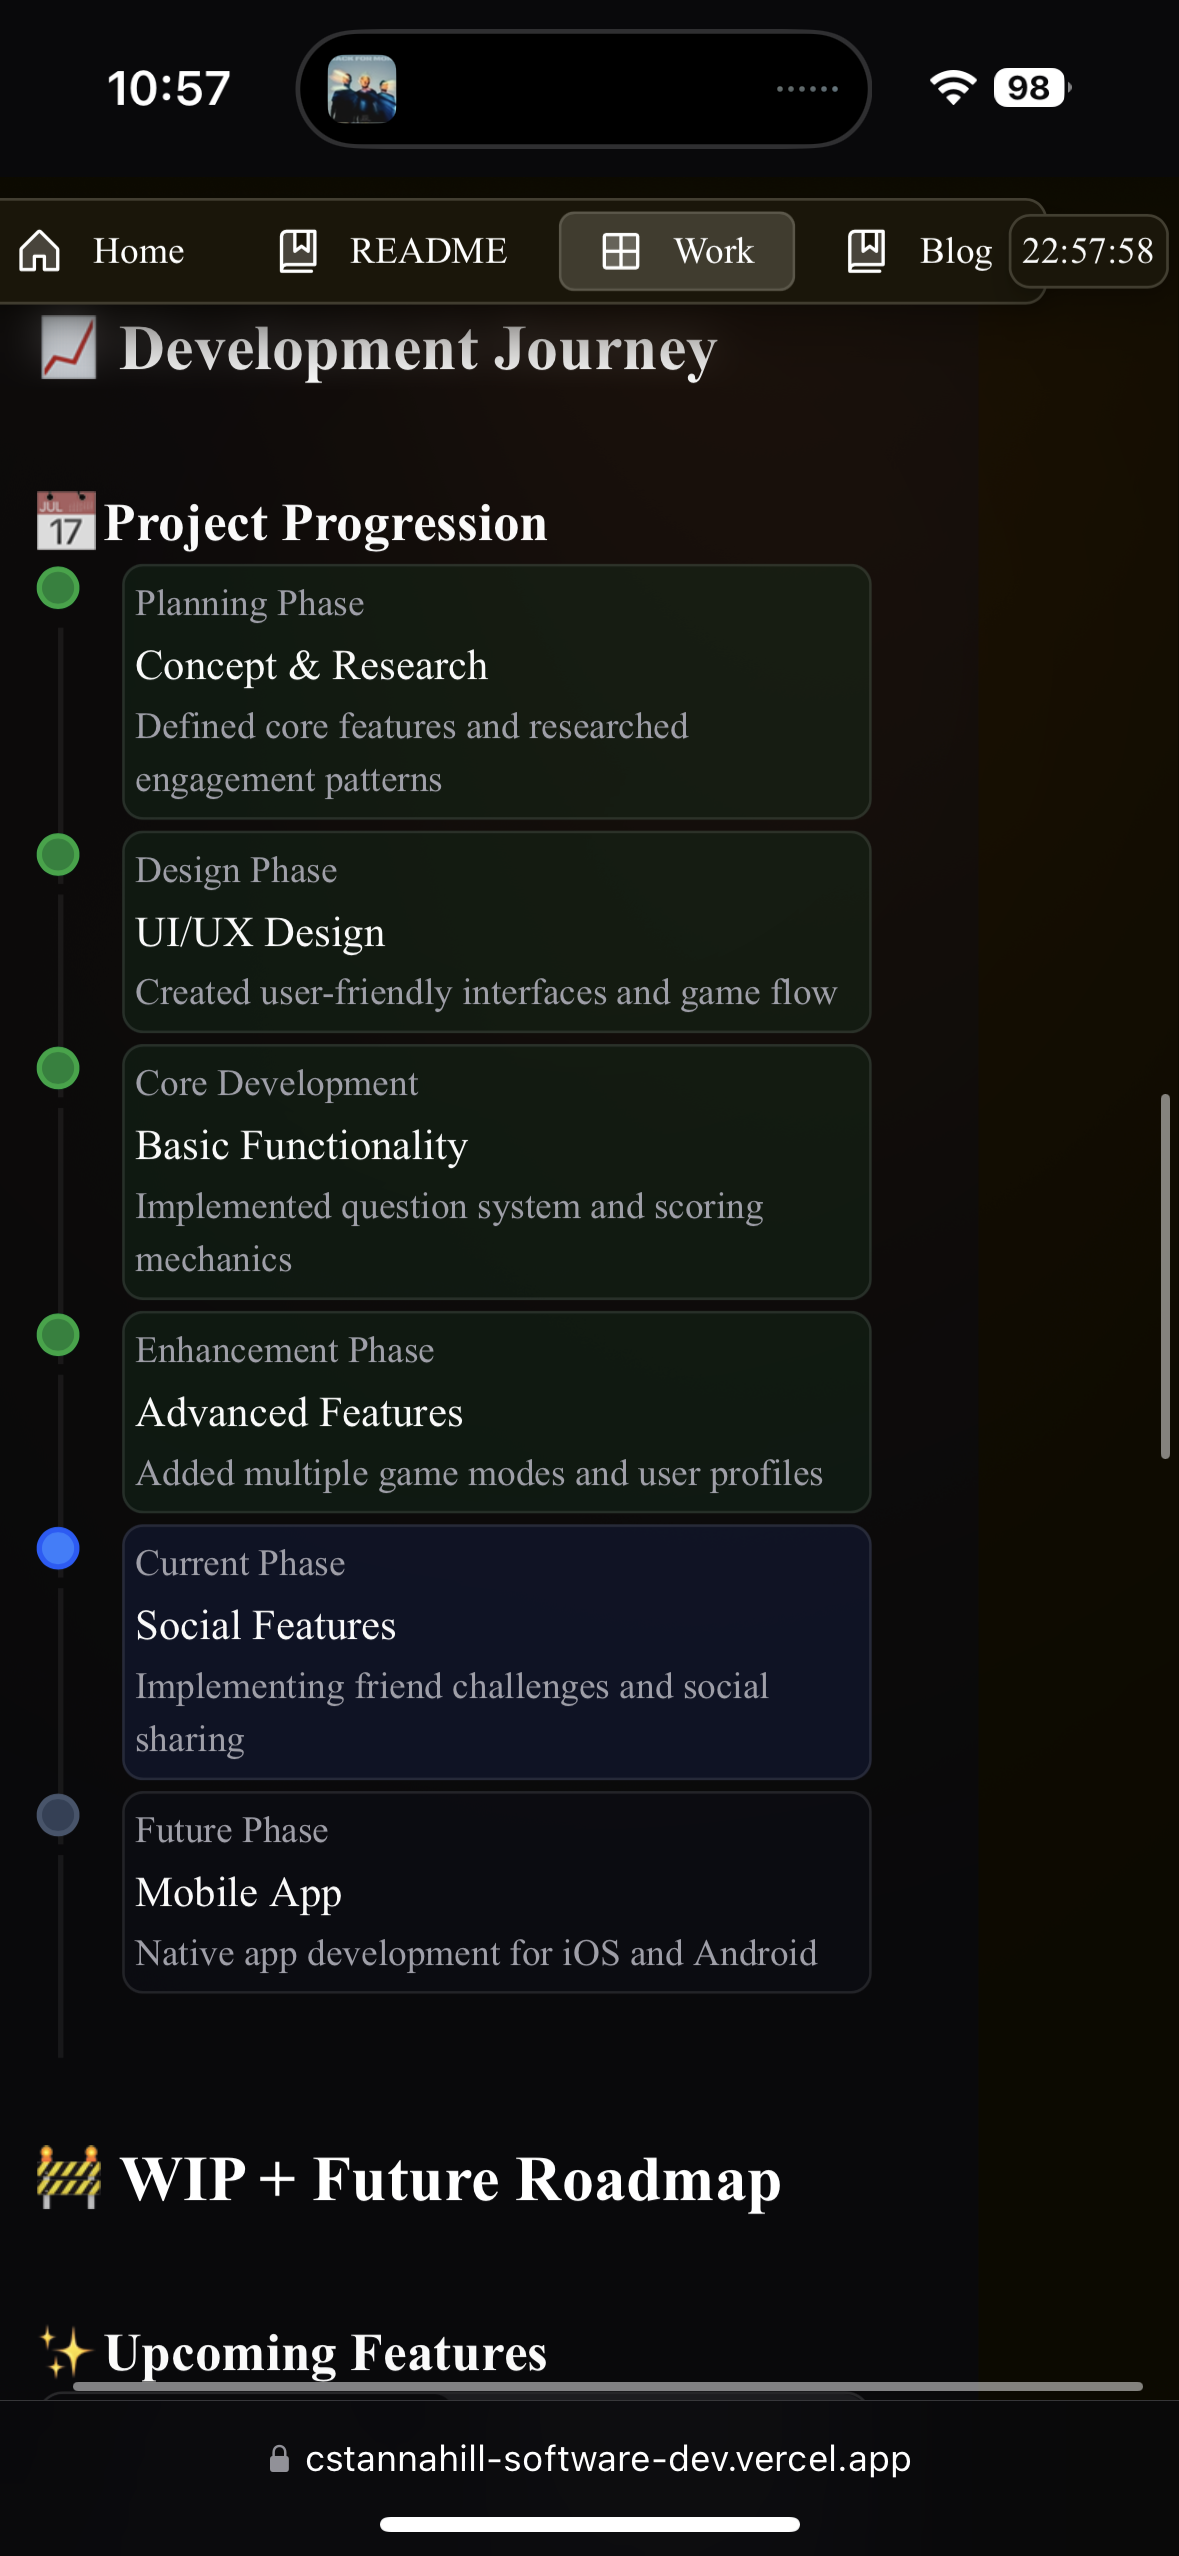 10:57
98
Home
README
Work
Blog
22:57:58
Development Journey
JUL
17
Project Progression
Planning Phase
Concept & Research
Defined core features and researched
engagement patterns
Design Phase
UI/UX Design
Created user-friendly interfaces and game flow
Core Development
Basic Functionality
Implemented question system and scoring
mechanics
Enhancement Phase
Advanced Features
Added multiple game modes and user profiles
Current Phase
Social Features
Implementing friend challenges and social
sharing
Future Phase
Mobile App
Native app development for iOS and Android
WIP + Future Roadmap
Upcoming Features
cstannahill-software-dev.vercel.app